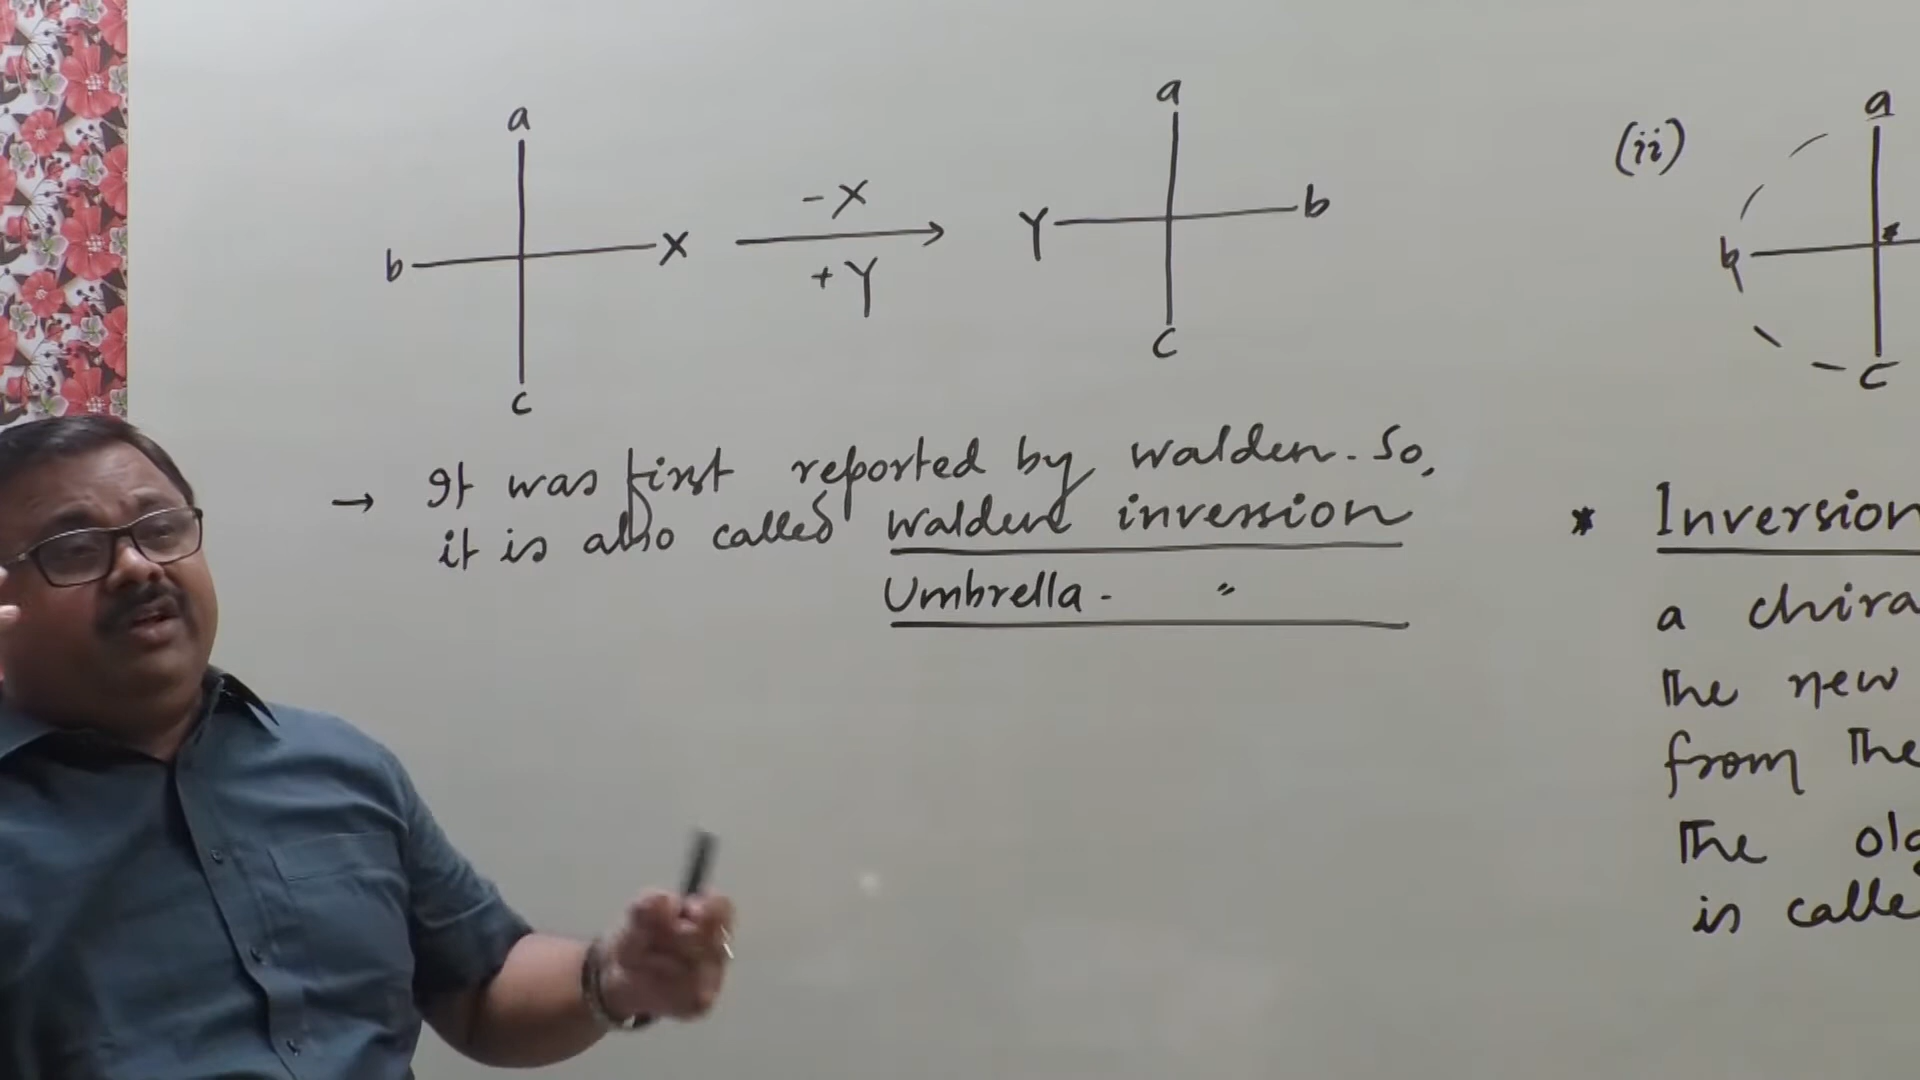 a
b X
c
-X
+Y
a
Y b
c
→ It was first reported by walden. So,
it is also called walden inversion
Umbrella - "
(ii)
a
b *
c
* Inversion
a chira
the new
from the
the old
is calle